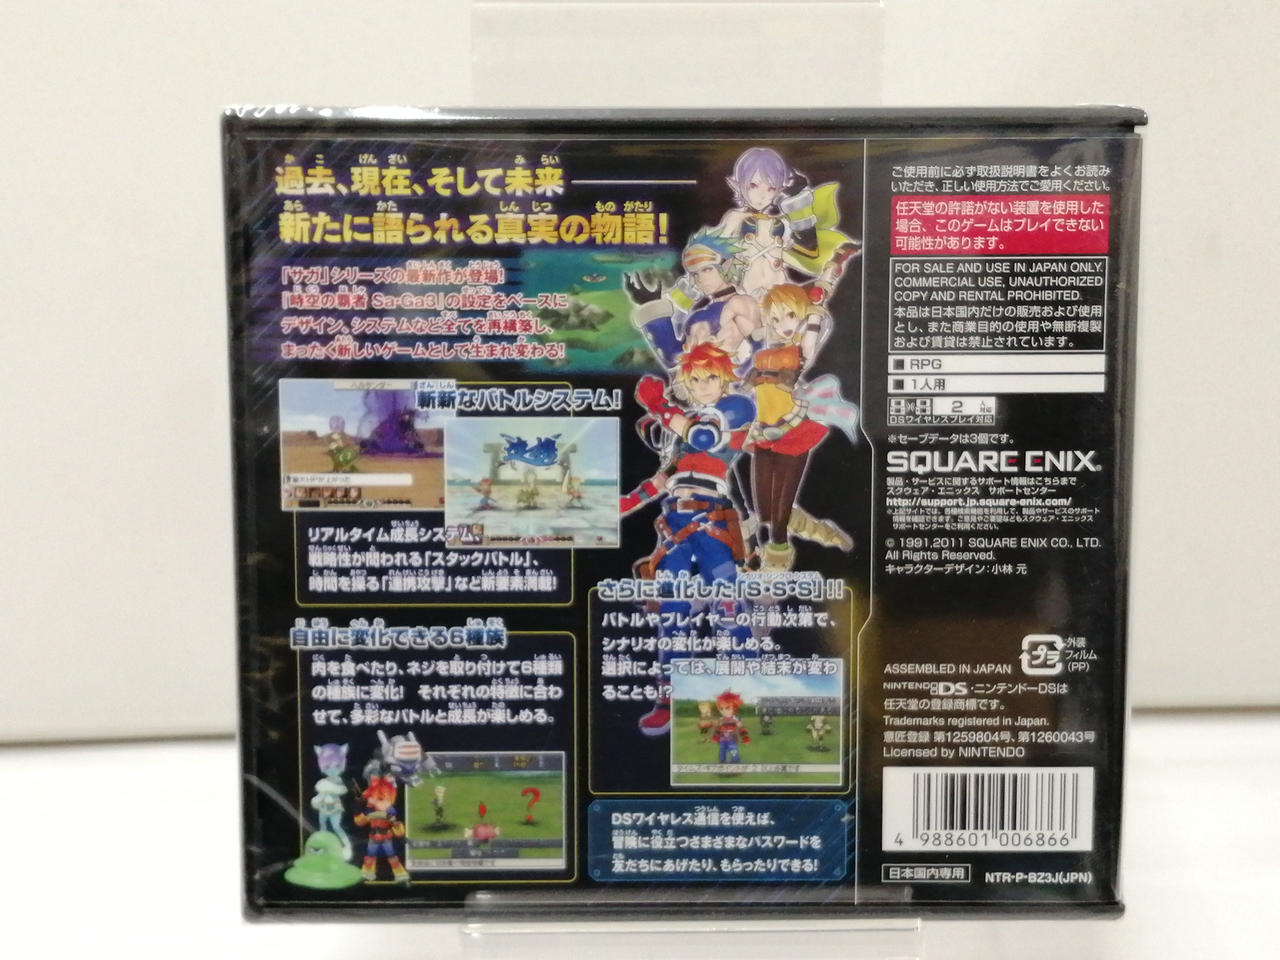 過去、現在、そして未来
新たに語られる真実の物語!
「サガ」シリーズの最新作が登場!
「時空の覇者 Sa・Ga3」の設定をベースに
デザイン、システムなど全てを再構築し、
まったく新しいゲームとして生まれ変わる!
斬新なバトルシステム!
リアルタイム成長システム、
戦略性が問われる「スタックバトル」、
時間を操る「連携攻撃」など新要素満載!
自由に変化できる6種族
肉を食べたり、ネジを取り付けて6種類
の種族に変化! それぞれの特徴に合わ
せて、多彩なバトルと成長が楽しめる。
さらに進化した「S・S・S」!!
バトルやプレイヤーの行動次第で、
シナリオの変化が楽しめる。
選択によっては、展開や結末が変わ
ることも!?
DSワイヤレス通信を使えば、
冒険に役立つさまざまなパスワードを
友だちにあげたり、もらったりできる!
ご使用前に必ず取扱説明書をよくお読み
いただき、正しい使用方法でご愛用ください。
任天堂の許諾がない装置を使用した
場合、このゲームはプレイできない
可能性があります。
FOR SALE AND USE IN JAPAN ONLY.
COMMERCIAL USE, UNAUTHORIZED
COPY AND RENTAL PROHIBITED.
本品は日本国内だけの販売および使用
とし、また商業目的の使用や無断複製
および賃貸は禁止されています。
RPG
1人用
2人対応
DSワイヤレスプレイ対応
※セーブデータは3個です。
SQUARE ENIX
製品・サービスに関するサポート情報はこちらまで
スクウェア・エニックス サポートセンター
http://support.jp.square-enix.com/
© 1991,2011 SQUARE ENIX CO., LTD.
All Rights Reserved.
キャラクターデザイン:小林 元
ASSEMBLED IN JAPAN
プラ
外装
フィルム
(PP)
NINTENDO DS・ニンテンドーDSは
任天堂の登録商標です。
Trademarks registered in Japan.
意匠登録 第1259804号、第1260043号
Licensed by NINTENDO
4 988601 006866
日本国内専用
NTR-P-BZ3J(JPN)